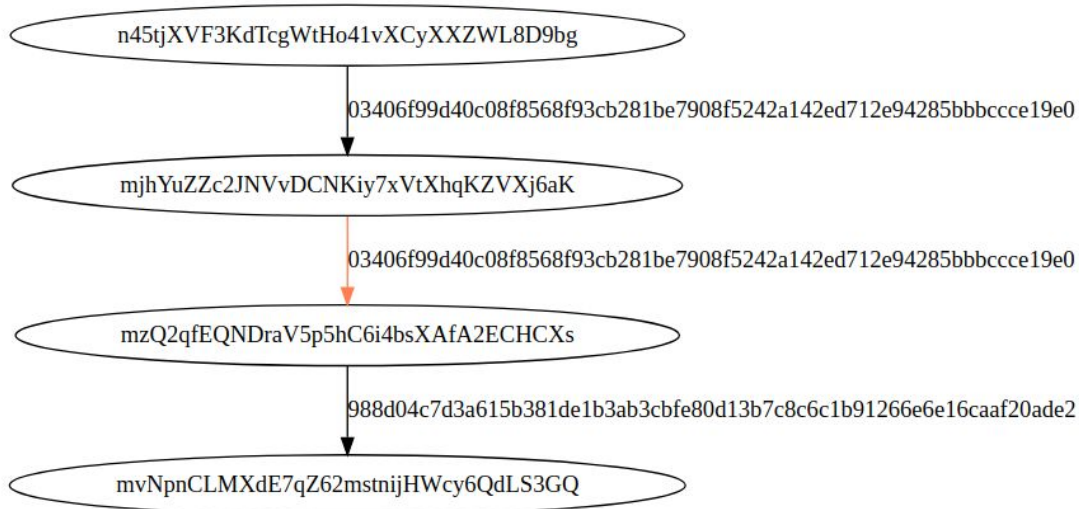 n45tjXVF3KdTcgWtHo41vXCyXXZWL8D9bg
03406f99d40c08f8568f93cb281be7908f5242a142ed712e94285bbbccce19e0
mjhYuZZc2JNVvDCNKiy7xVtXhqKZVXj6aK
03406f99d40c08f8568f93cb281be7908f5242a142ed712e94285bbbccce19e0
mzQ2qfEQNDraV5p5hC6i4bsXAfA2ECHCXs
988d04c7d3a615b381de1b3ab3cbfe80d13b7c8c6c1b91266e6e16caaf20ade2
mvNpnCLMXdE7qZ62mstnijHWcy6QdLS3GQ